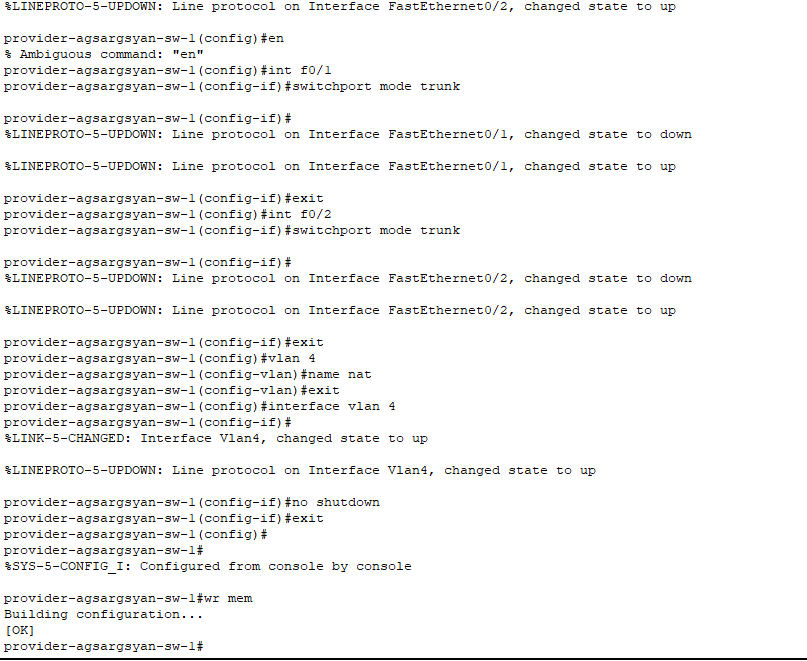 %LINEPROTO-5-UPDOWN: Line protocol on Interface FastEthernet0/2, changed state to up
provider-agsargsyan-sw-1(config)#en
% Ambiguous command: "en"
provider-agsargsyan-sw-1(config)#int f0/1
provider-agsargsyan-sw-1(config-if)#switchport mode trunk
provider-agsargsyan-sw-1(config-if)#
%LINEPROTO-5-UPDOWN: Line protocol on Interface FastEthernet0/1, changed state to down
%LINEPROTO-5-UPDOWN: Line protocol on Interface FastEthernet0/1, changed state to up
provider-agsargsyan-sw-1(config-if)#exit
provider-agsargsyan-sw-1(config)#int f0/2
provider-agsargsyan-sw-1(config-if)#switchport mode trunk
provider-agsargsyan-sw-1(config-if)#
%LINEPROTO-5-UPDOWN: Line protocol on Interface FastEthernet0/2, changed state to down
%LINEPROTO-5-UPDOWN: Line protocol on Interface FastEthernet0/2, changed state to up
provider-agsargsyan-sw-1(config-if)#exit
provider-agsargsyan-sw-1(config)#vlan 4
provider-agsargsyan-sw-1(config-vlan)#name nat
provider-agsargsyan-sw-1(config-vlan)#exit
provider-agsargsyan-sw-1(config)#interface vlan 4
provider-agsargsyan-sw-1(config-if)#
%LINK-5-CHANGED: Interface Vlan4, changed state to up
%LINEPROTO-5-UPDOWN: Line protocol on Interface Vlan4, changed state to up
provider-agsargsyan-sw-1(config-if)#no shutdown
provider-agsargsyan-sw-1(config-if)#exit
provider-agsargsyan-sw-1(config)#
provider-agsargsyan-sw-1#
%SYS-5-CONFIG_I: Configured from console by console
provider-agsargsyan-sw-1#wr mem
Building configuration...
[OK]
provider-agsargsyan-sw-1#